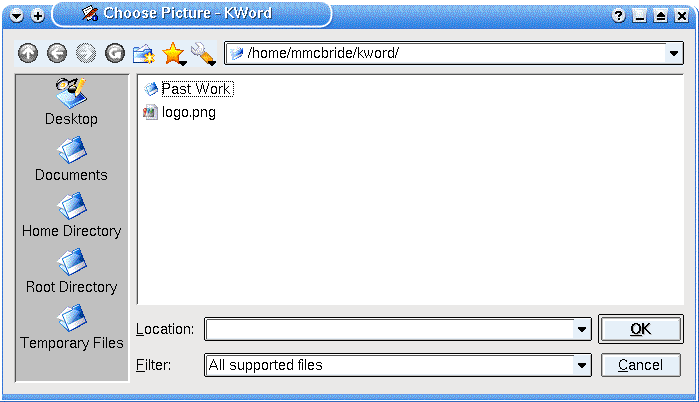 Choose Picture - KWord
/home/mmcbride/kword/
Desktop
Documents
Home Directory
Root Directory
Temporary Files
Past Work
logo.png
Location:
OK
Filter:
All supported files
Cancel